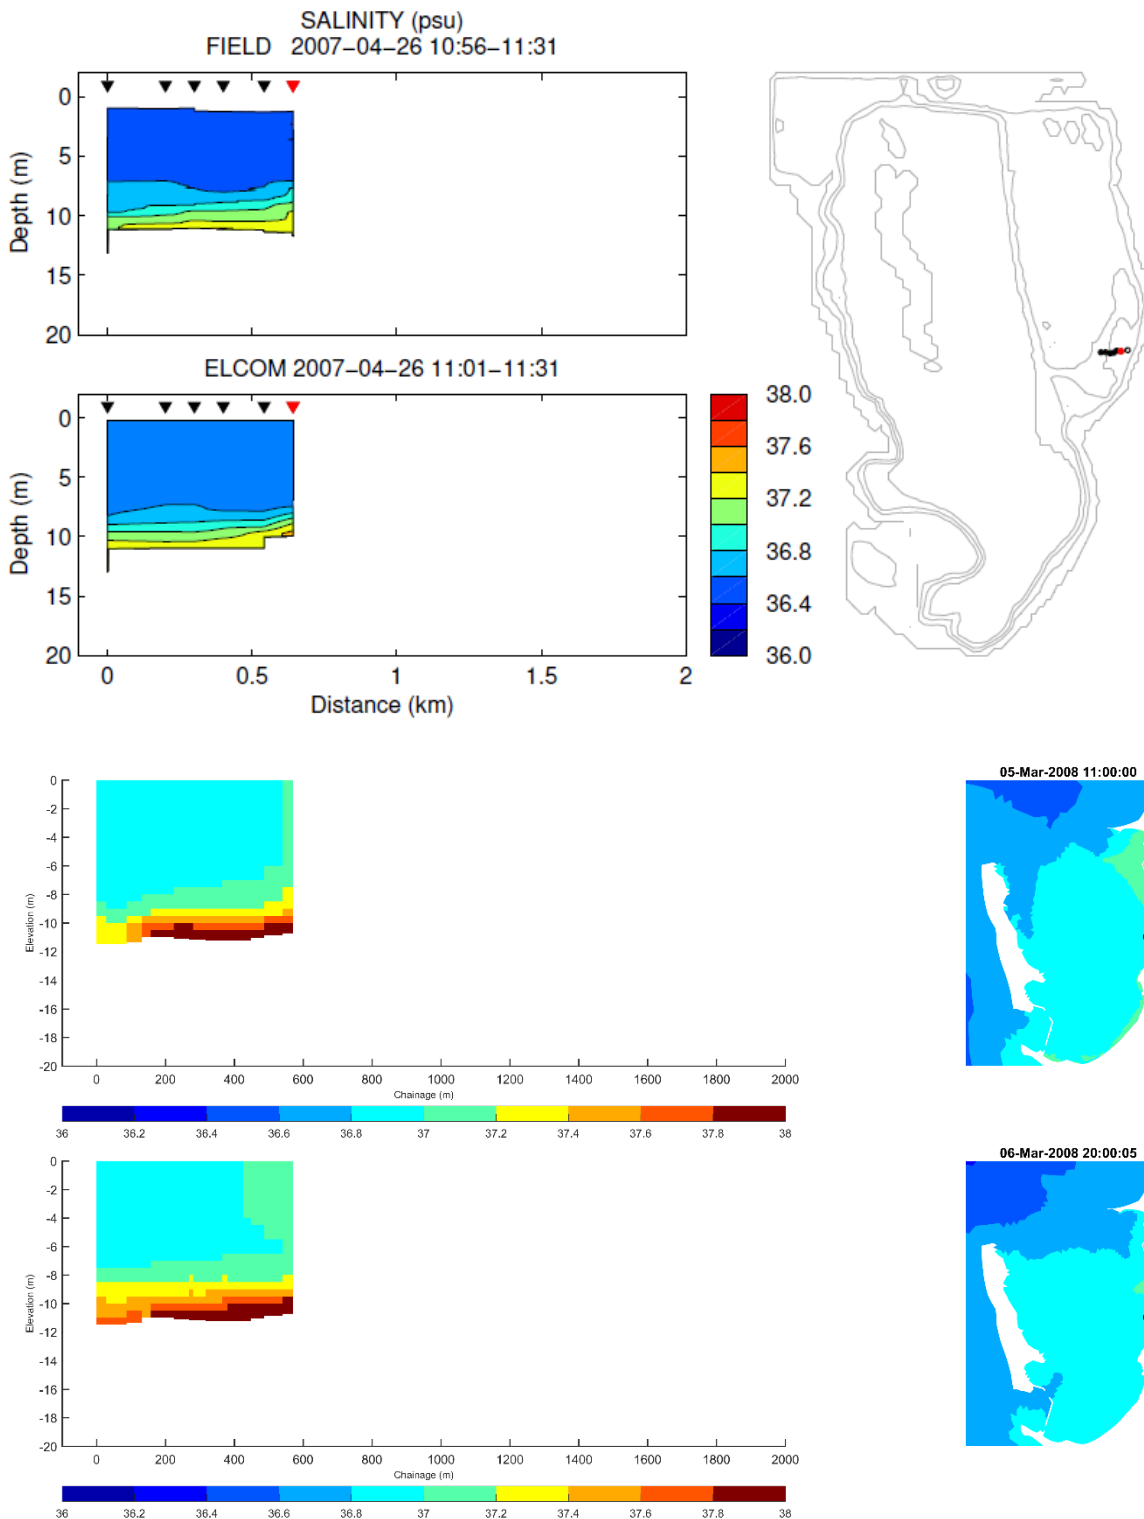 SALINITY (psu)
FIELD 2007−04−26 10:56−11:31
0
5
10
15
20
Depth (m)
ELCOM 2007−04−26 11:01−11:31
0
5
10
15
20
Depth (m)
0 0.5 1 1.5 2
Distance (km)
38.0
37.6
37.2
36.8
36.4
36.0
0
-2
-4
-6
-8
-10
-12
-14
-16
-18
-20
Elevation (m)
0 200 400 600 800 1000 1200 1400 1600 1800 2000
Chainage (m)
36 36.2 36.4 36.6 36.8 37 37.2 37.4 37.6 37.8 38
05-Mar-2008 11:00:00
0
-2
-4
-6
-8
-10
-12
-14
-16
-18
-20
Elevation (m)
0 200 400 600 800 1000 1200 1400 1600 1800 2000
Chainage (m)
36 36.2 36.4 36.6 36.8 37 37.2 37.4 37.6 37.8 38
06-Mar-2008 20:00:05